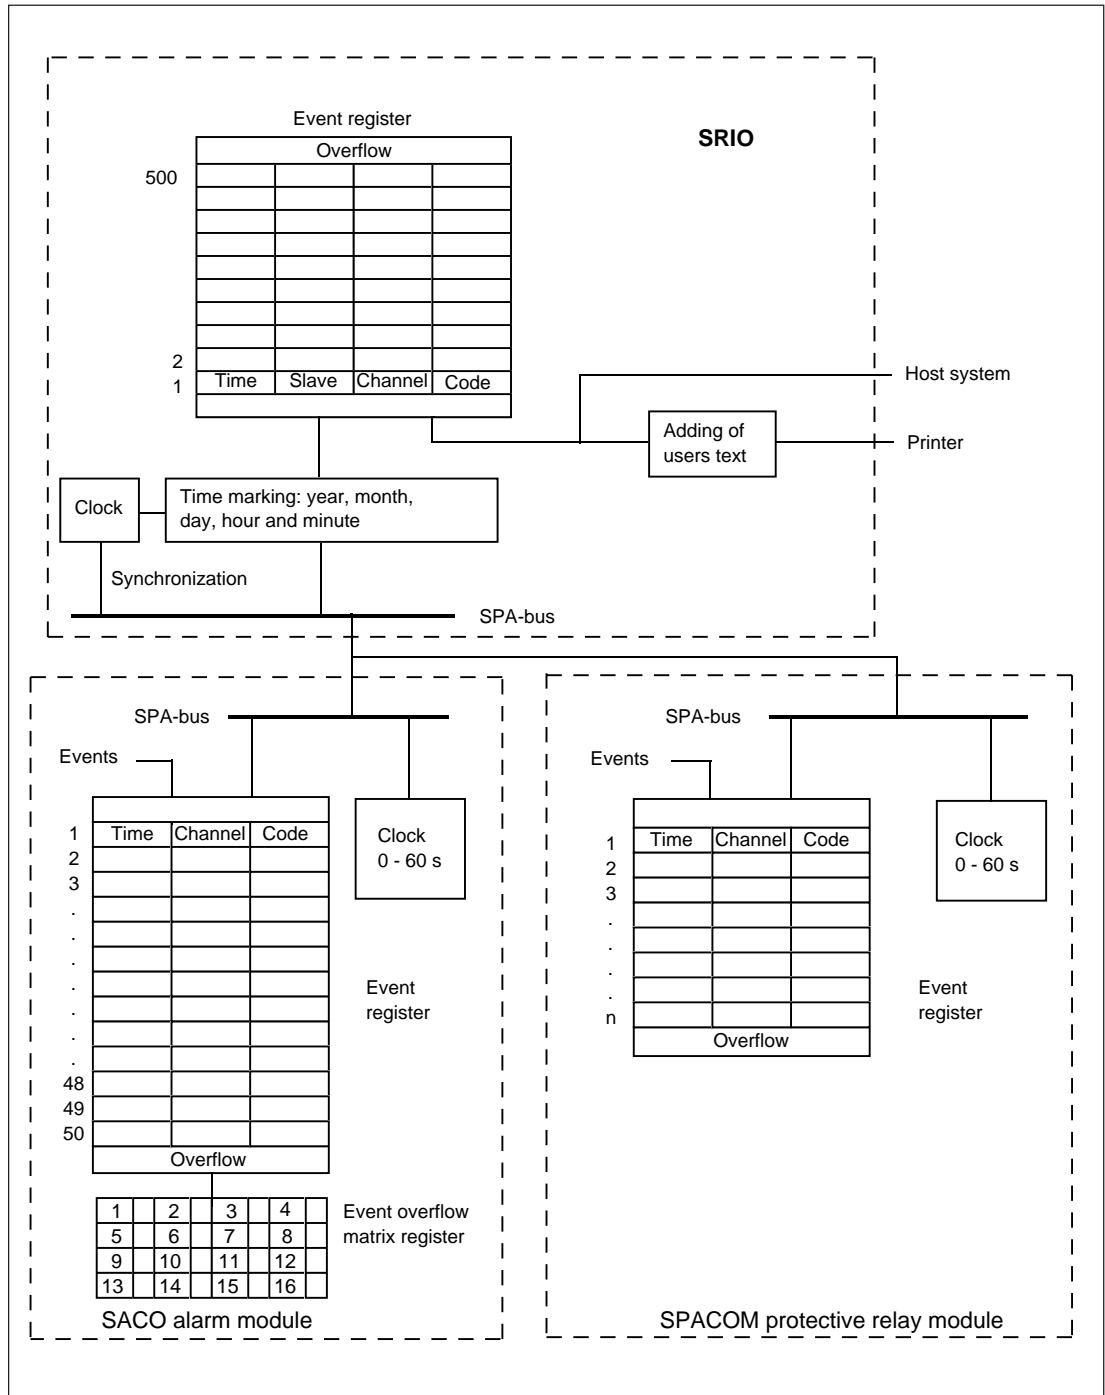 Event register
SRIO
Overflow
500
2
1
Time Slave Channel Code
Host system
Adding of
users text
Printer
Clock
Time marking: year, month,
day, hour and minute
Synchronization
SPA-bus
SPA-bus
Events
1 Time Channel Code
2
3
.
.
.
.
.
.
.
48
49
50
Overflow
Clock
0 - 60 s
Event
register
1 2 3 4
5 6 7 8
9 10 11 12
13 14 15 16
Event overflow
matrix register
SACO alarm module
SPA-bus
Events
1 Time Channel Code
2
3
.
.
.
.
n
Overflow
Clock
0 - 60 s
Event
register
SPACOM protective relay module